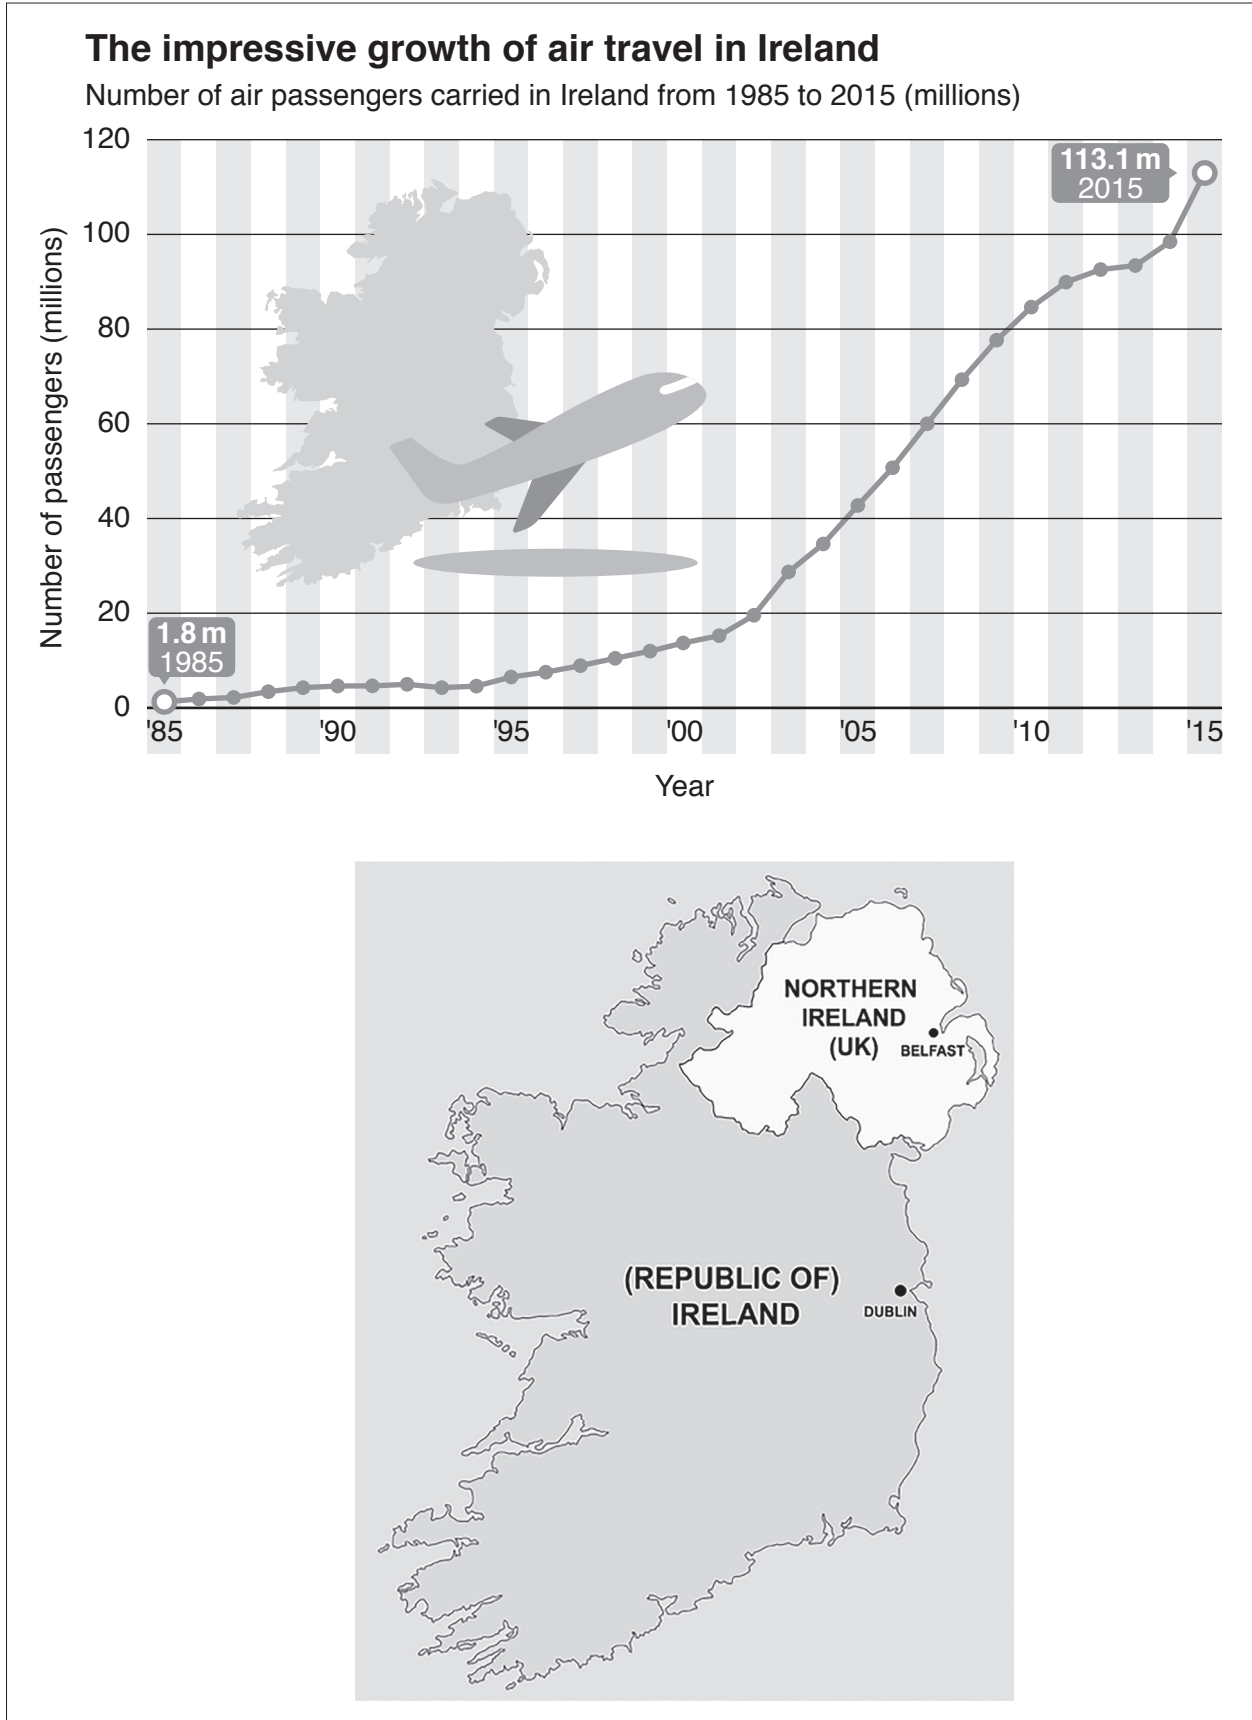 The impressive growth of air travel in Ireland
Number of air passengers carried in Ireland from 1985 to 2015 (millions)
Number of passengers (millions)
120
100
80
60
40
20
0
113.1 m
2015
1.8 m
1985
'85 '90 '95 '00 '05 '10 '15
Year
NORTHERN
IRELAND
(UK)
BELFAST
(REPUBLIC OF)
IRELAND
DUBLIN